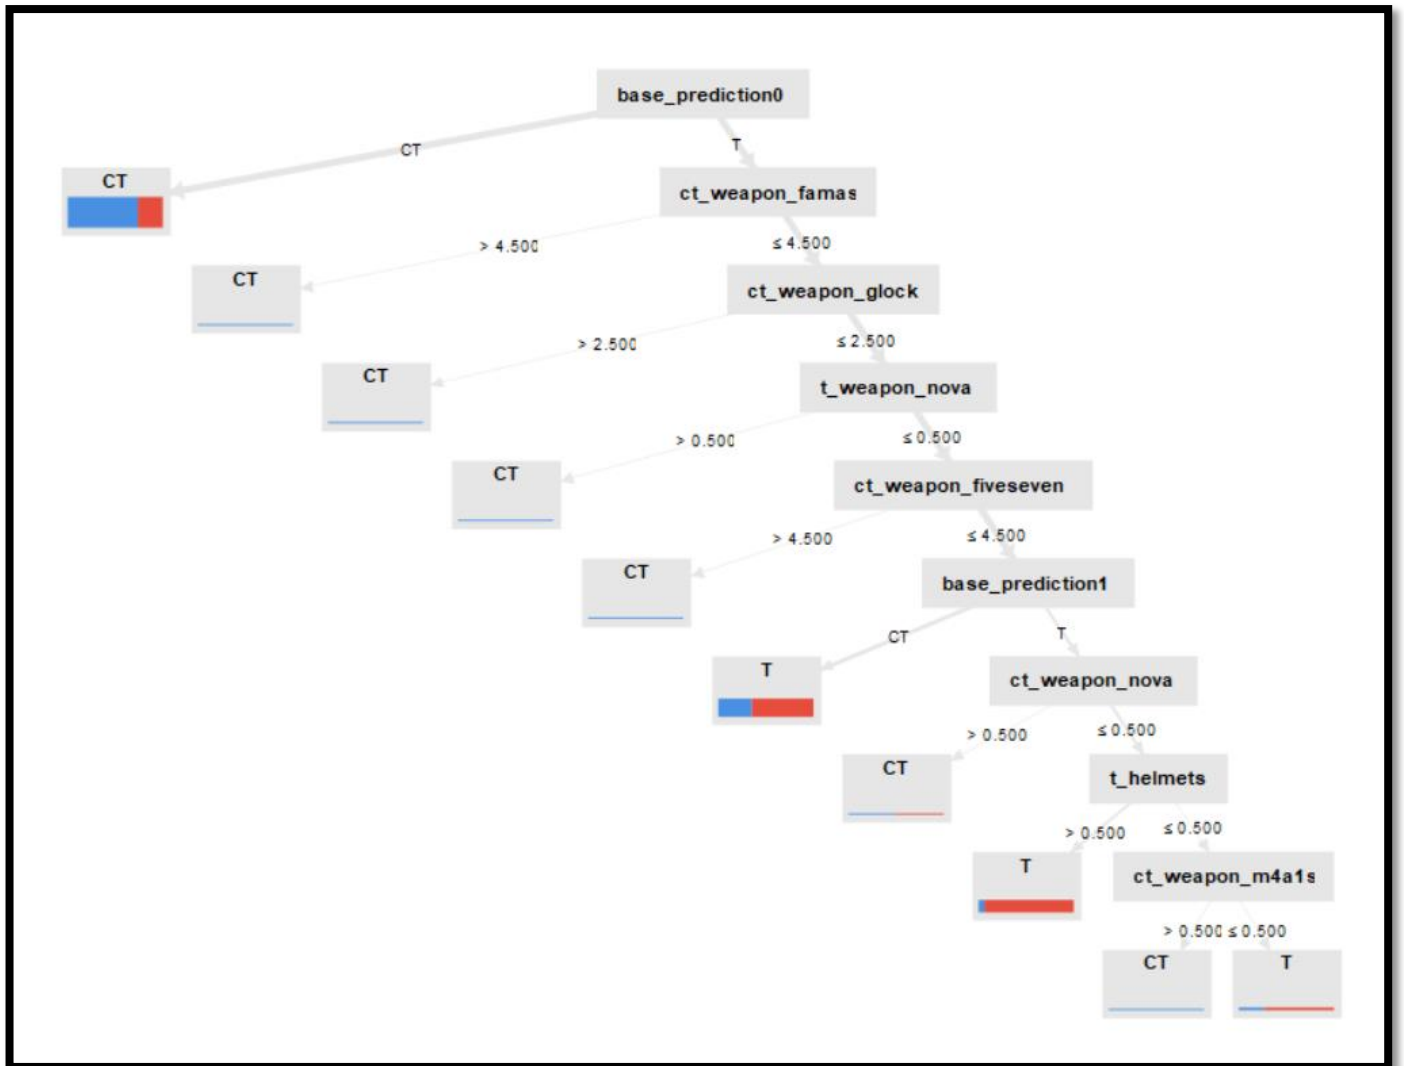 base_prediction0
CT
T
CT
ct_weapon_famas
> 4.500
≤ 4.500
CT
ct_weapon_glock
> 2.500
≤ 2.500
CT
t_weapon_nova
> 0.500
≤ 0.500
CT
ct_weapon_fiveseven
> 4.500
≤ 4.500
CT
base_prediction1
CT
T
T
ct_weapon_nova
> 0.500
≤ 0.500
CT
t_helmets
> 0.500
≤ 0.500
T
ct_weapon_m4a1s
> 0.500
≤ 0.500
CT
T